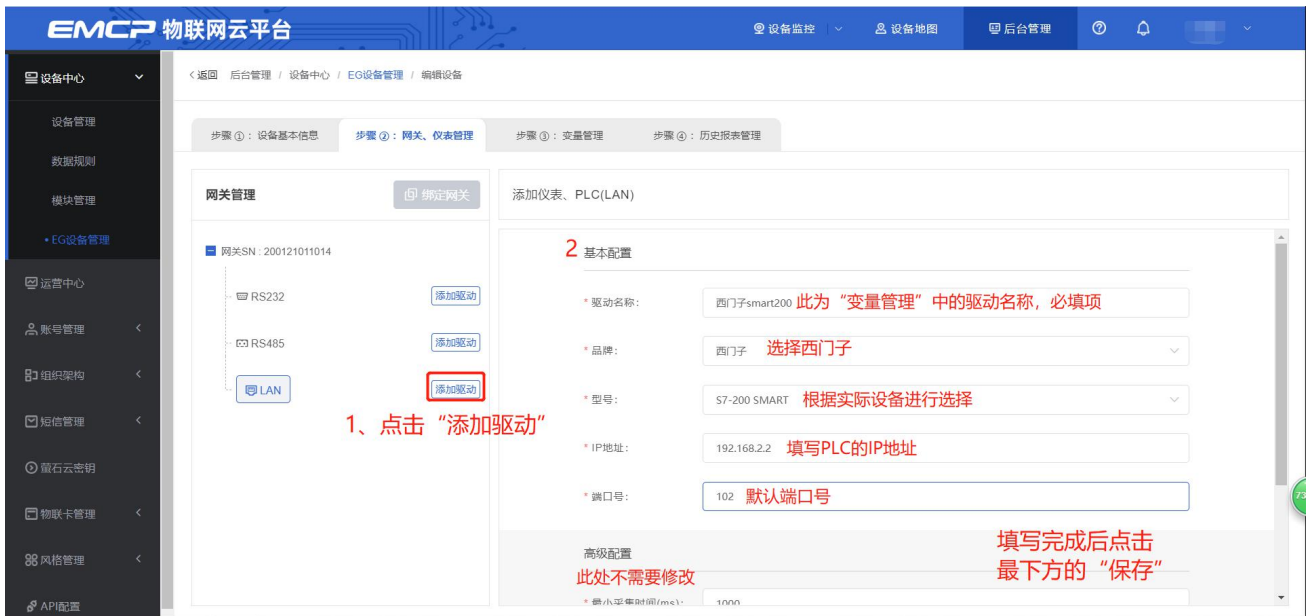 EMCP 物联网云平台
设备监控
设备地图
后台管理
设备中心
设备管理
数据规则
模块管理
•EG设备管理
运营中心
账号管理
组织架构
短信管理
萤石云密钥
物联卡管理
风格管理
API配置
<返回 后台管理 / 设备中心 / EG设备管理 / 编辑设备
步骤①：设备基本信息
步骤②：网关、仪表管理
步骤③：变量管理
步骤④：历史报表管理
网关管理
绑定网关
网关SN : 200121011014
RS232 添加驱动
RS485 添加驱动
LAN 添加驱动
1、点击“添加驱动”
添加仪表、PLC(LAN)
2 基本配置
* 驱动名称： 西门子smart200 此为“变量管理”中的驱动名称，必填项
* 品牌： 西门子 选择西门子
* 型号： S7-200 SMART 根据实际设备进行选择
* IP地址： 192.168.2.2 填写PLC的IP地址
* 端口号： 102 默认端口号
高级配置
此处不需要修改
填写完成后点击
最下方的“保存”
* 最小采集时间(ms)： 1000
73